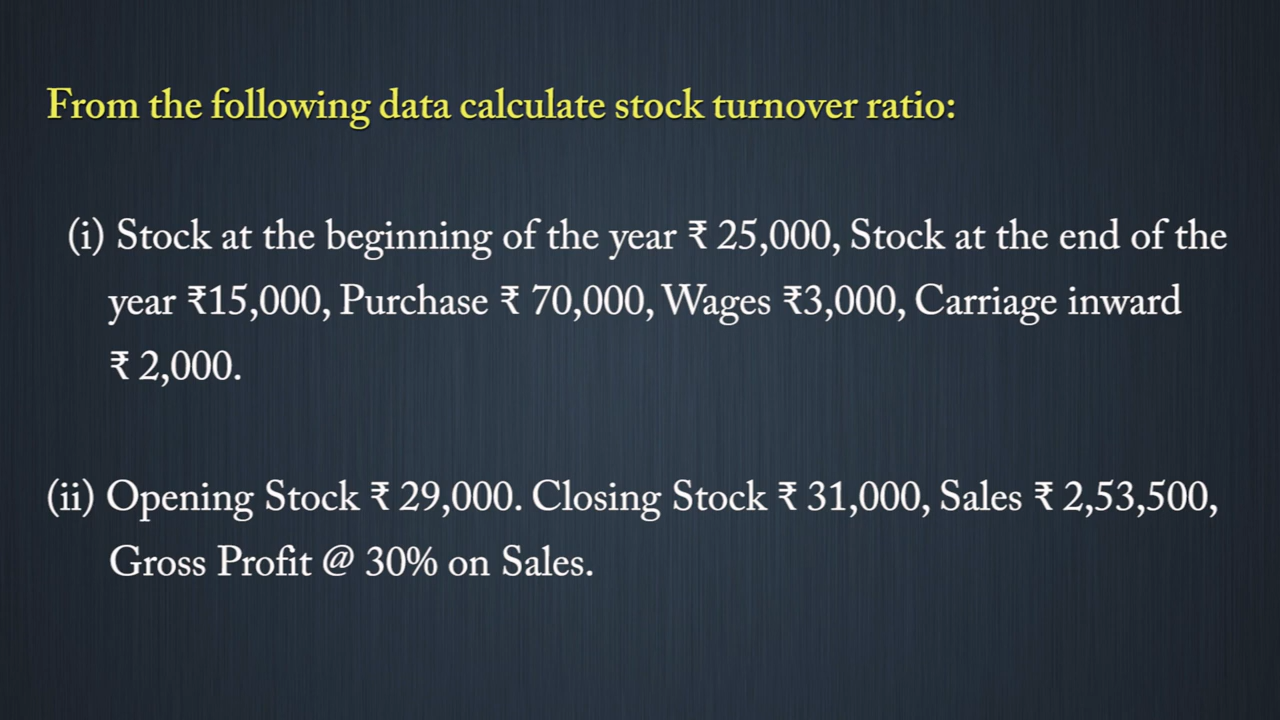 From the following data calculate stock turnover ratio:
(i) Stock at the beginning of the year ₹ 25,000, Stock at the end of the
year ₹15,000, Purchase ₹ 70,000, Wages ₹3,000, Carriage inward
₹ 2,000.
(ii) Opening Stock ₹ 29,000. Closing Stock ₹ 31,000, Sales ₹ 2,53,500,
Gross Profit @ 30% on Sales.